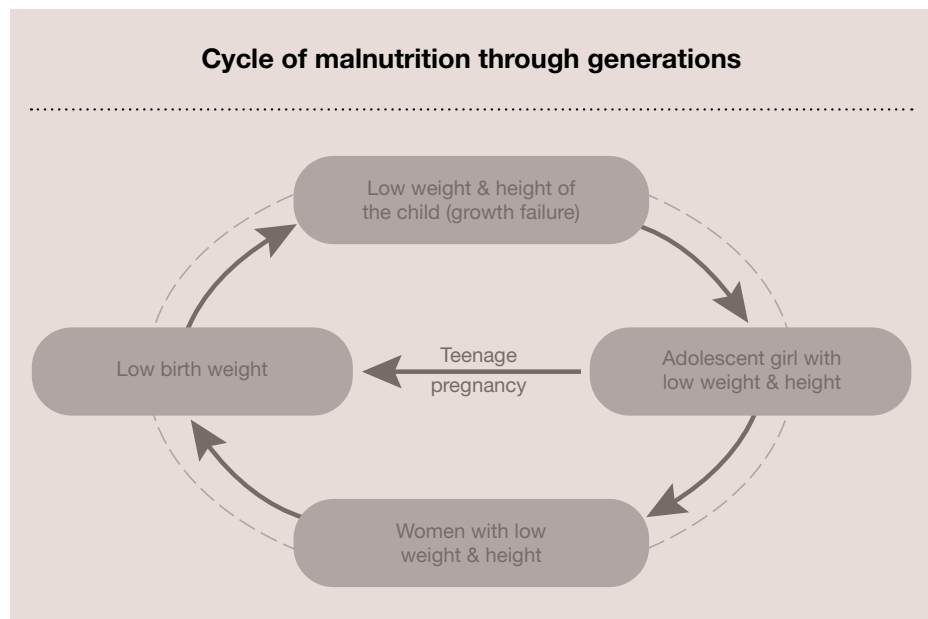 Cycle of malnutrition through generations
Low weight & height of
the child (growth failure)
Low birth weight
Teenage
pregnancy
Adolescent girl with
low weight & height
Women with low
weight & height